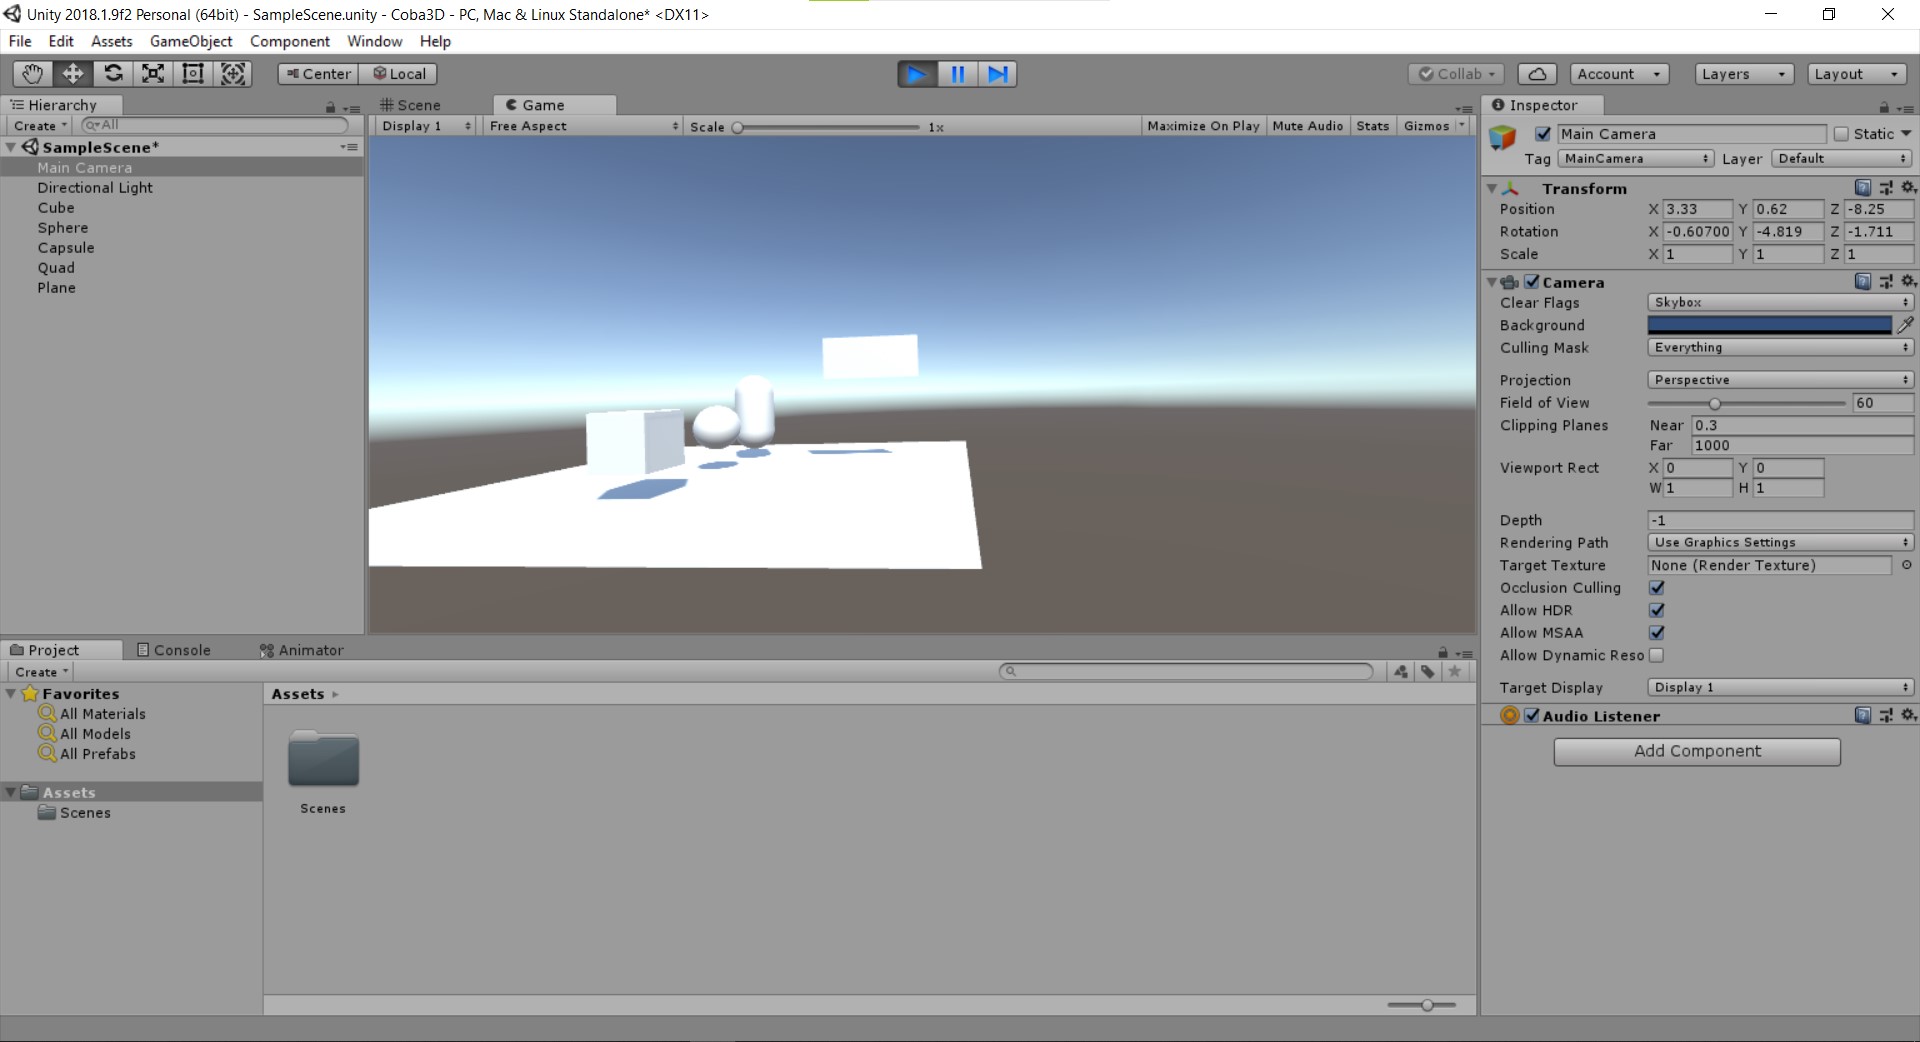 Unity 2018.1.9f2 Personal (64bit) - SampleScene.unity - Coba3D - PC, Mac & Linux Standalone* <DX11>
File Edit Assets GameObject Component Window Help
Center Local Collab Account Layers Layout
Hierarchy
Create All
SampleScene*
Main Camera
Directional Light
Cube
Sphere
Capsule
Quad
Plane
Scene Game
Display 1 Free Aspect Scale 1x Maximize On Play Mute Audio Stats Gizmos
Inspector
Main Camera Static
Tag MainCamera Layer Default
Transform
Position X 3.33 Y 0.62 Z -8.25
Rotation X -0.60700 Y -4.819 Z -1.711
Scale X 1 Y 1 Z 1
Camera
Clear Flags Skybox
Background
Culling Mask Everything
Projection Perspective
Field of View 60
Clipping Planes Near 0.3
Far 1000
Viewport Rect X 0 Y 0
W 1 H 1
Depth -1
Rendering Path Use Graphics Settings
Target Texture None (Render Texture)
Occlusion Culling
Allow HDR
Allow MSAA
Allow Dynamic Reso
Target Display Display 1
Audio Listener
Add Component
Project Console Animator
Create
Favorites
All Materials
All Models
All Prefabs
Assets
Scenes
Assets
Scenes